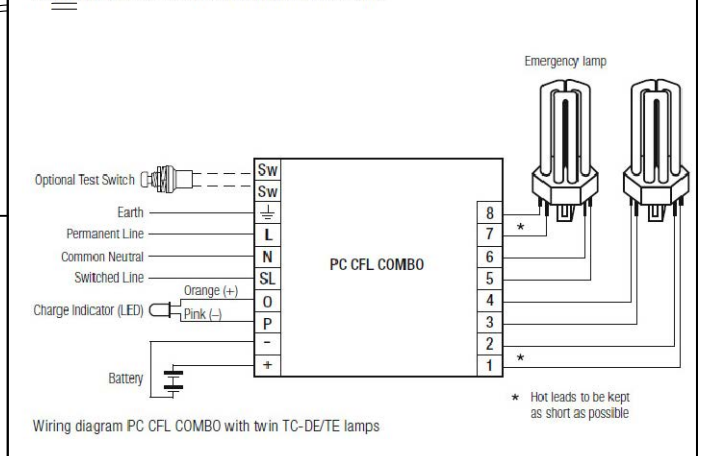 Emergency lamp
Optional Test Switch
Earth
Permanent Line
Common Neutral
Switched Line
Charge Indicator (LED)
Orange (+)
Pink (–)
Battery
Sw
Sw
L
N
SL
O
P
-
+
PC CFL COMBO
8
7
6
5
4
3
2
1
*
*
* Hot leads to be kept
as short as possible
Wiring diagram PC CFL COMBO with twin TC-DE/TE lamps